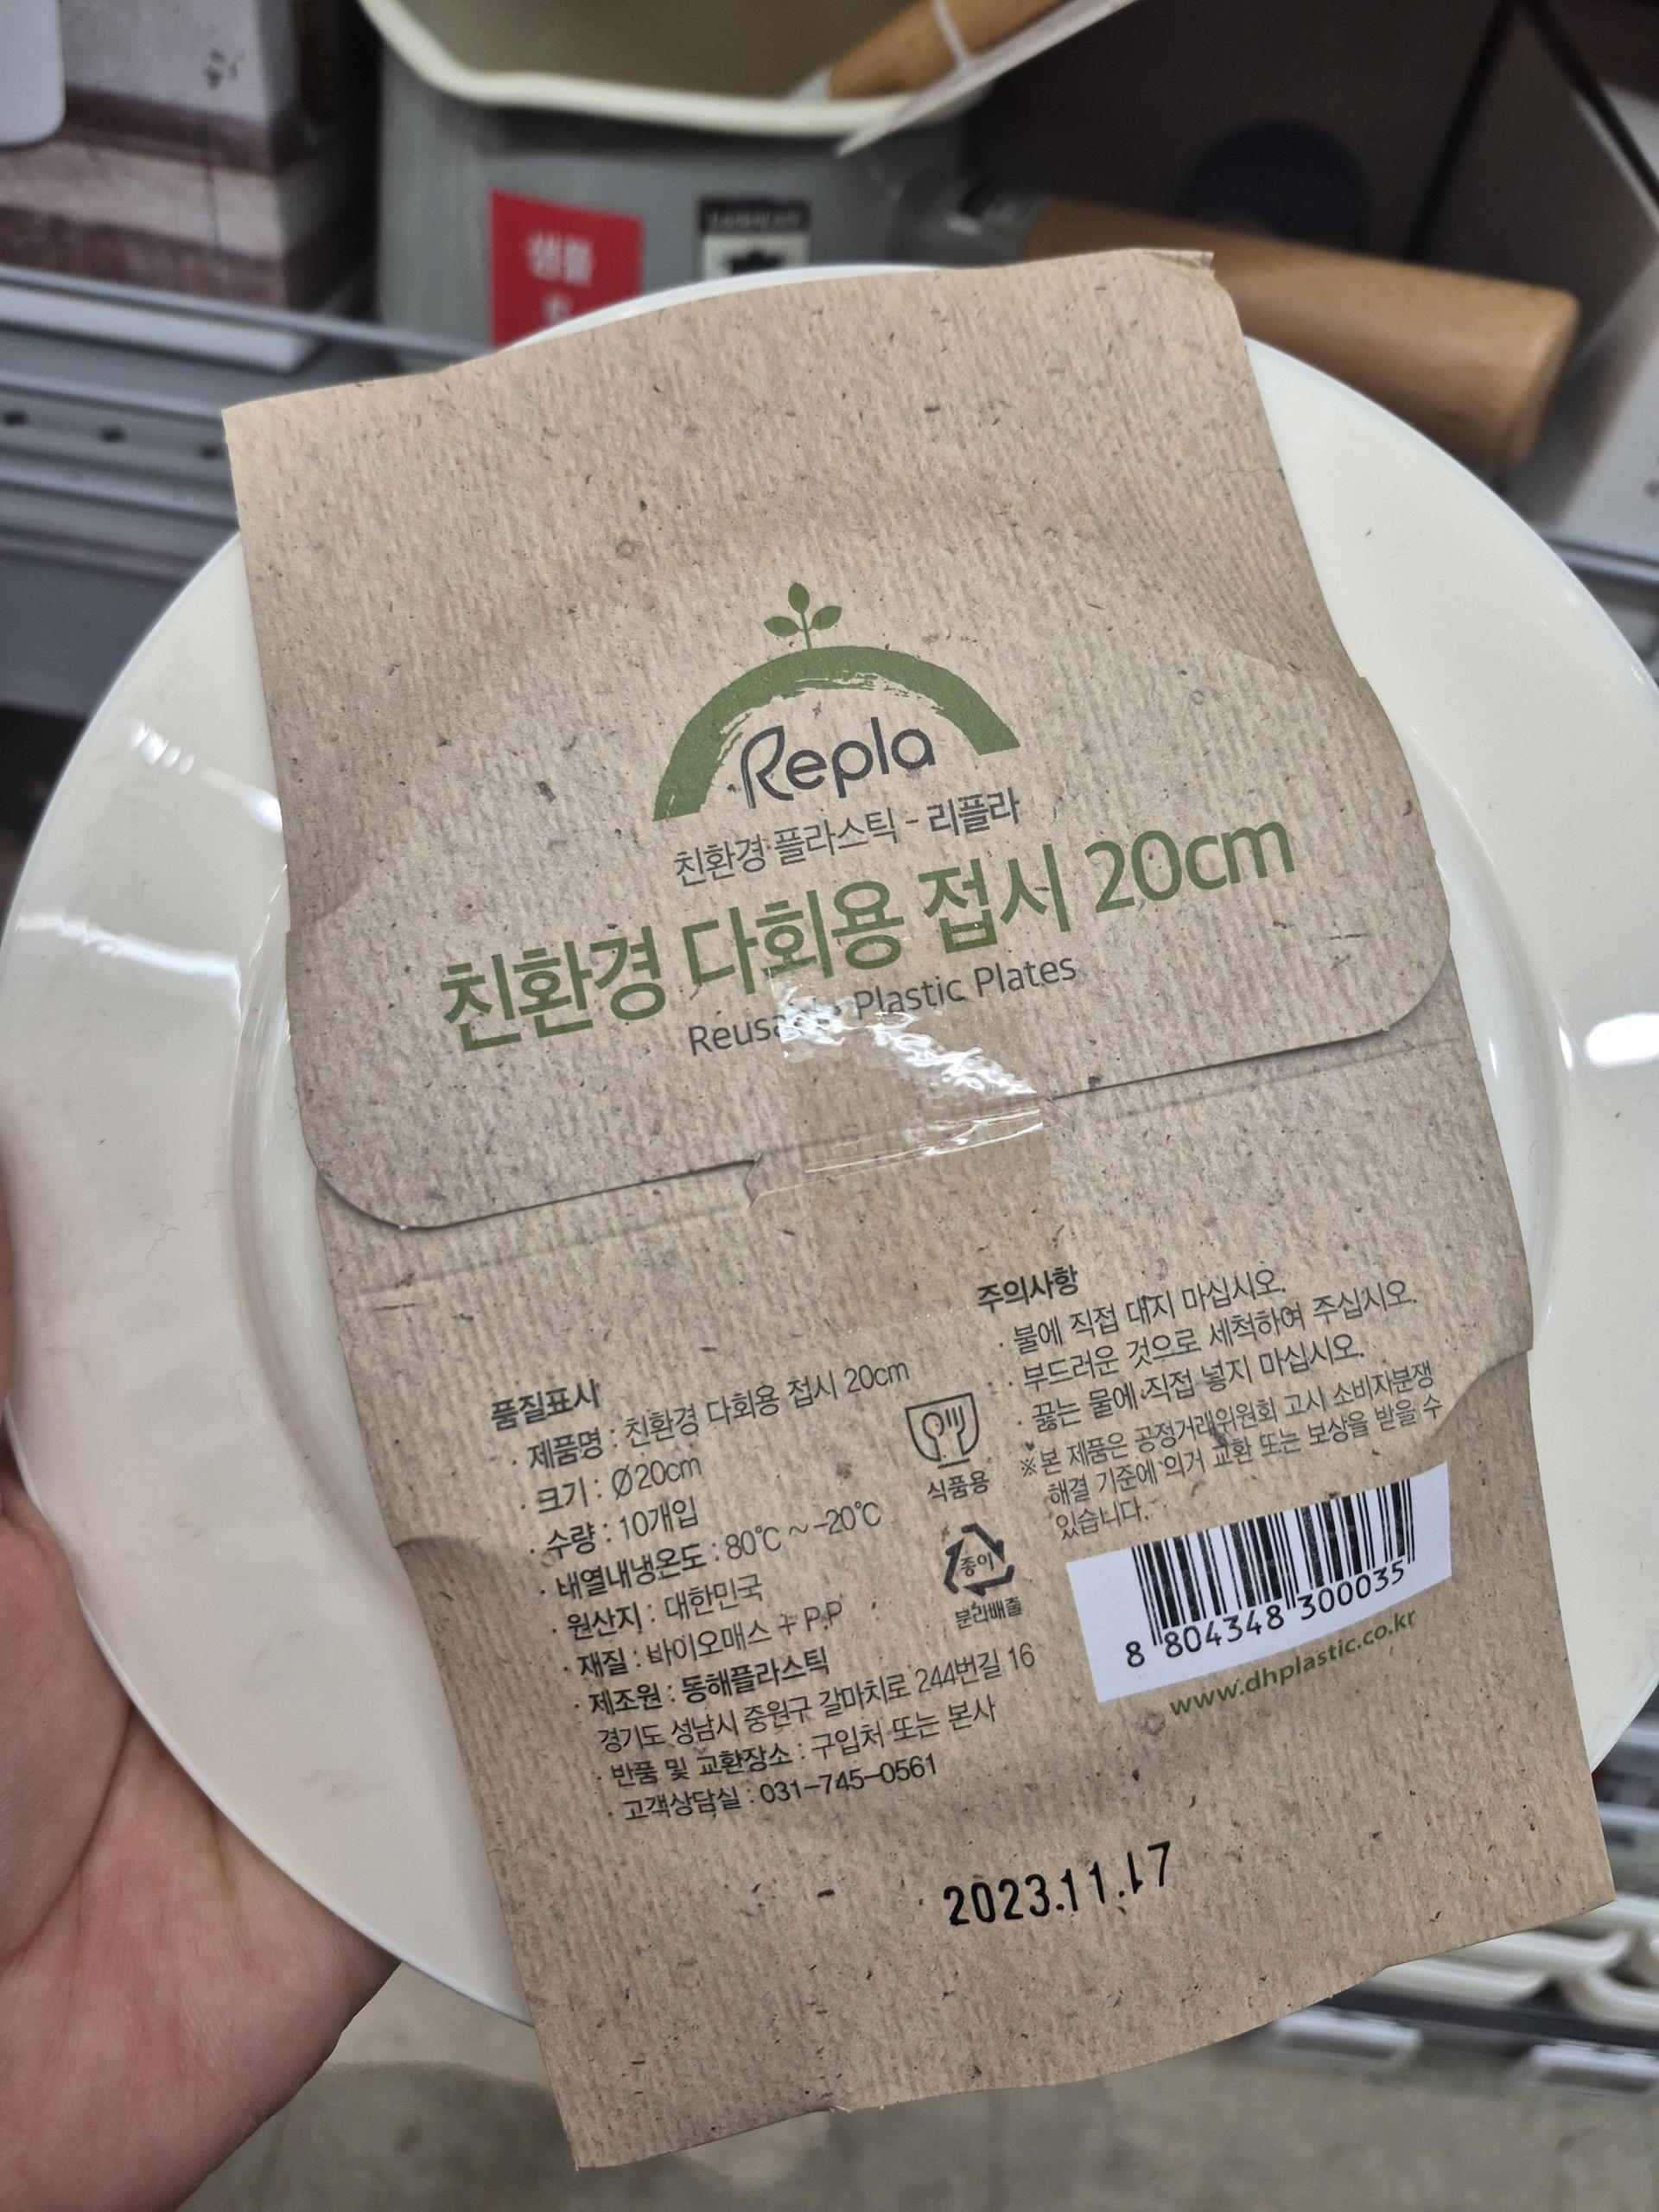 샘플
Repla
친환경 플라스틱 - 리플라
친환경 다회용 접시 20cm
Reusable Plastic Plates
품질표시
· 제품명 : 친환경 다회용 접시 20cm
· 크기 : Ø20cm
· 수량 : 10개입
· 내열내냉온도 : 80℃ ~ -20℃
· 원산지 : 대한민국
· 재질 : 바이오매스 + P.P
· 제조원 : 동해플라스틱
경기도 성남시 중원구 갈마치로 244번길 16
· 반품 및 교환장소 : 구입처 또는 본사
· 고객상담실 : 031-745-0561
식품용
종이
분리배출
주의사항
· 불에 직접 대지 마십시오.
· 부드러운 것으로 세척하여 주십시오.
· 끓는 물에 직접 넣지 마십시오.
※본 제품은 공정거래위원회 고시 소비자분쟁
해결 기준에 의거 교환 또는 보상을 받을 수
있습니다.
8 804348 300035
www.dhplastic.co.kr
2023.11.17